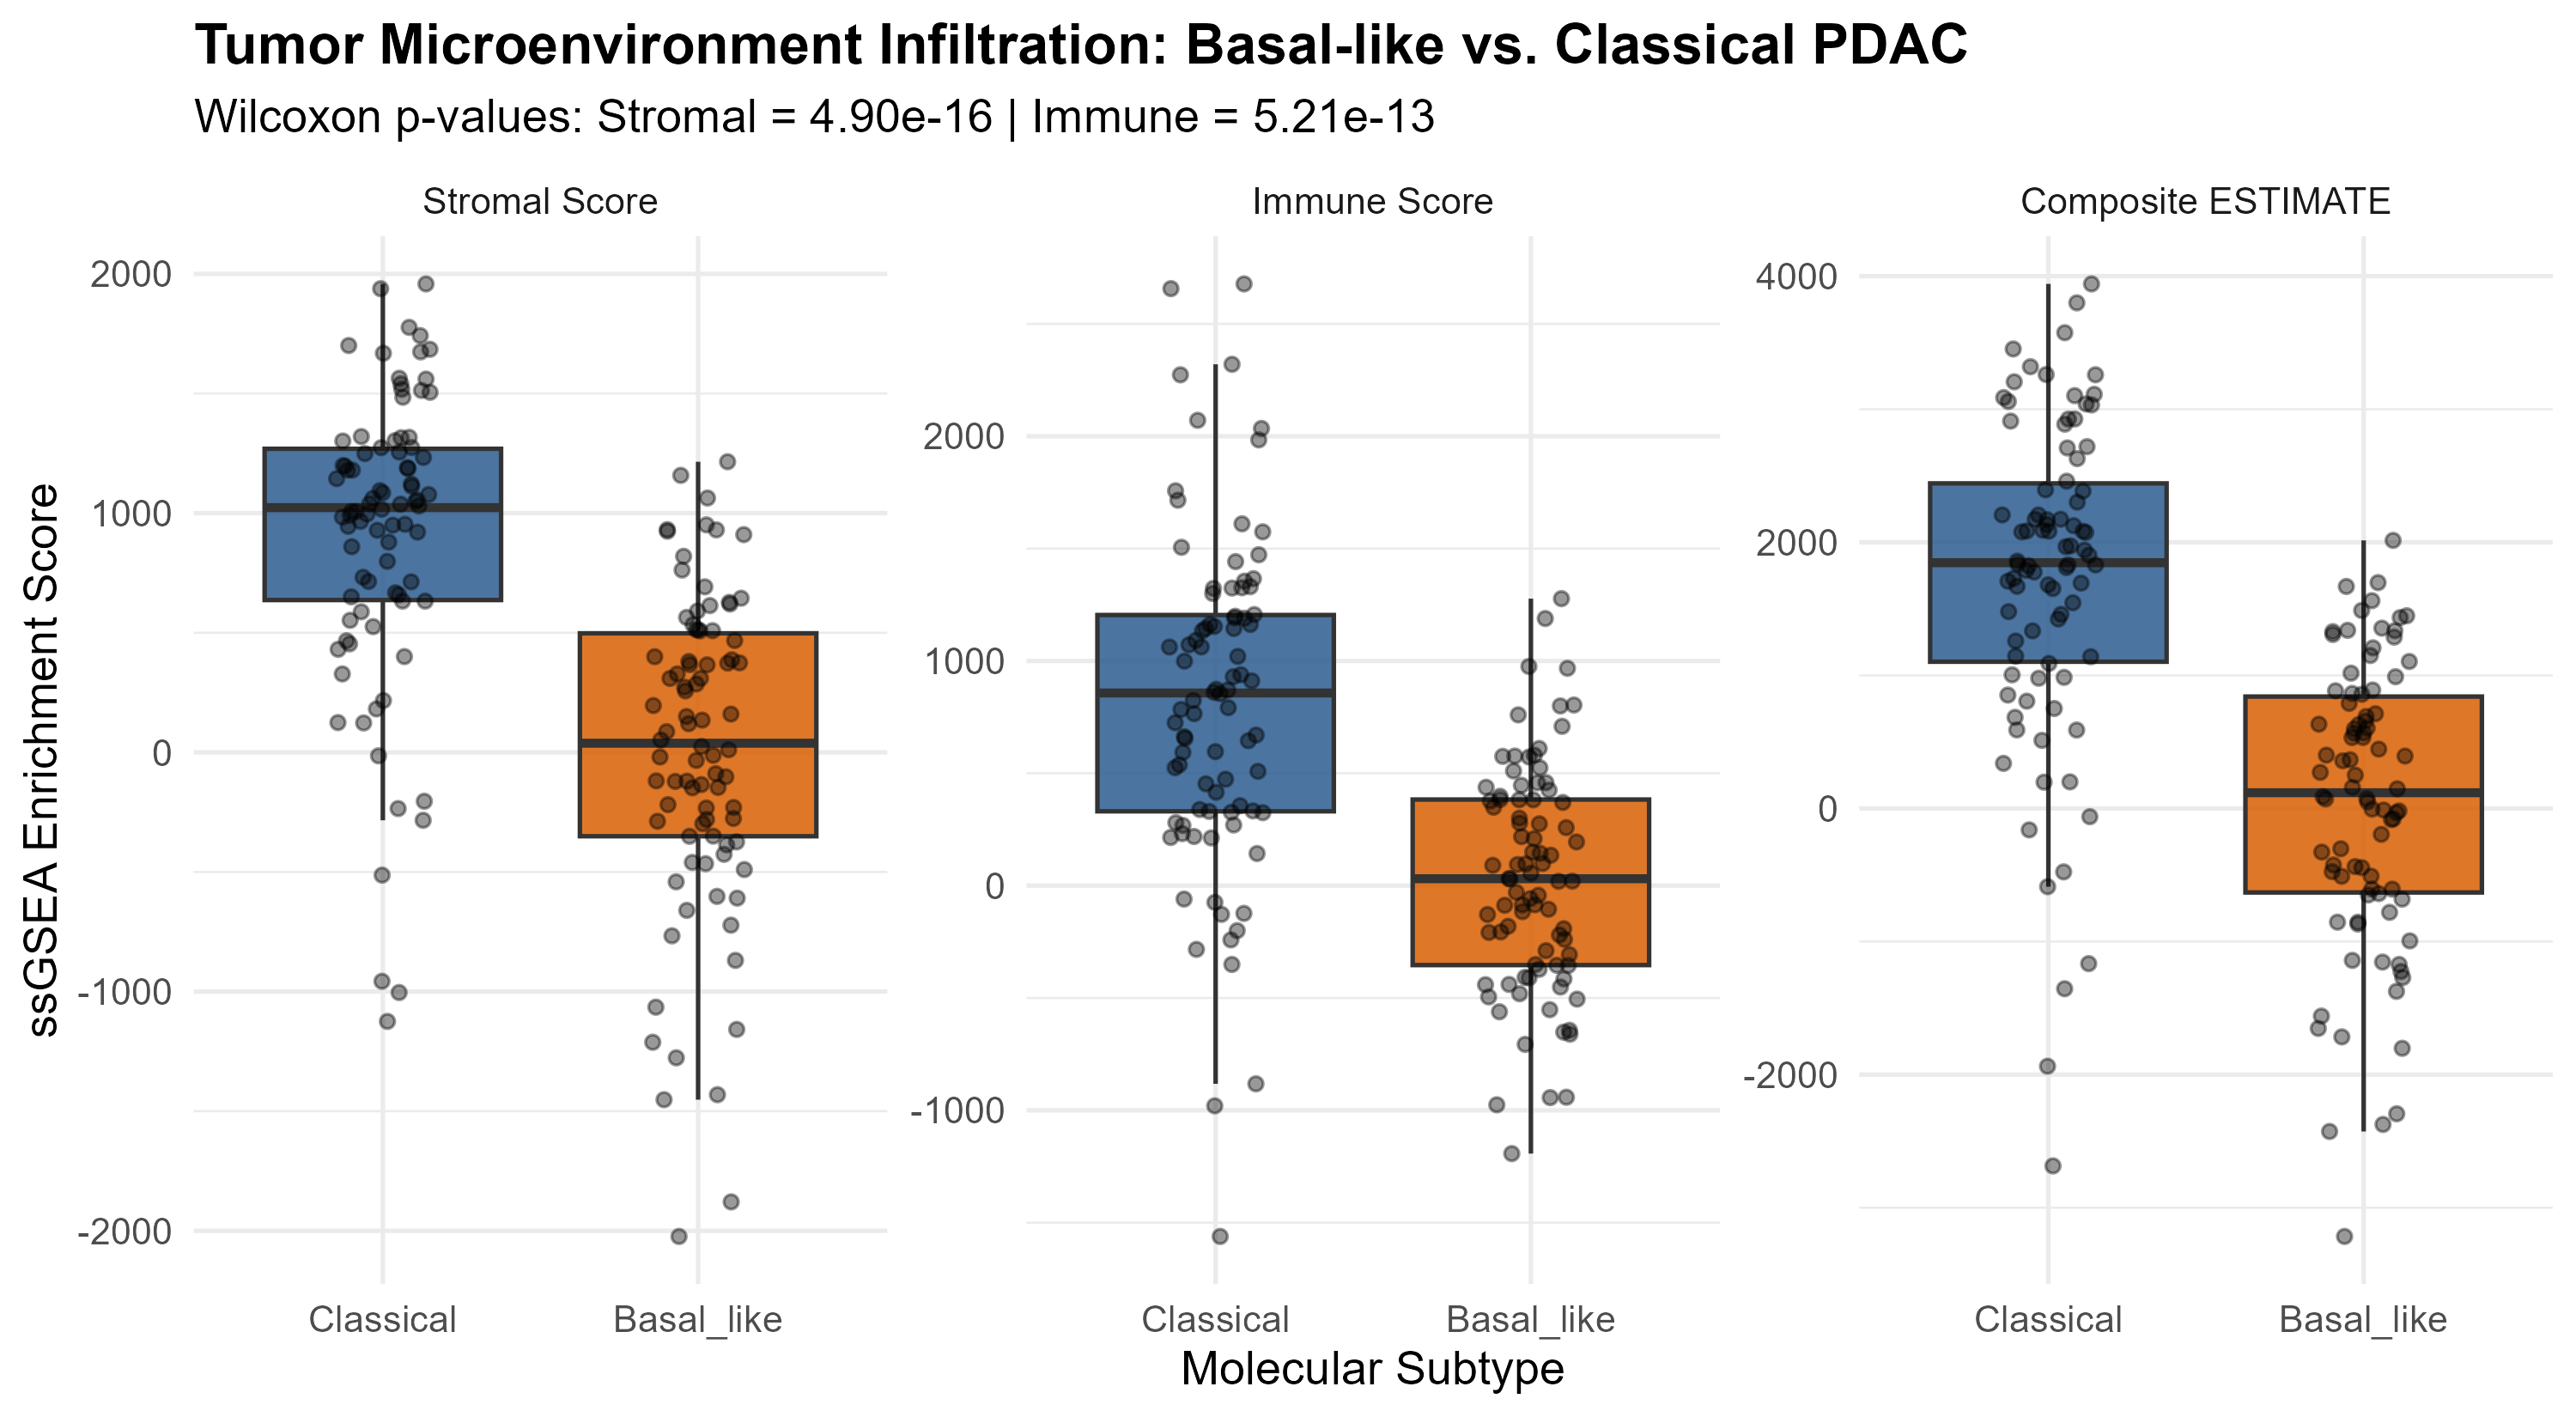 Tumor Microenvironment Infiltration: Basal-like vs. Classical PDAC
Wilcoxon p-values: Stromal = 4.90e-16 | Immune = 5.21e-13
Stromal Score
Immune Score
Composite ESTIMATE
ssGSEA Enrichment Score
2000
1000
0
-1000
-2000
2000
1000
0
-1000
4000
2000
0
-2000
Classical
Basal_like
Classical
Basal_like
Classical
Basal_like
Molecular Subtype